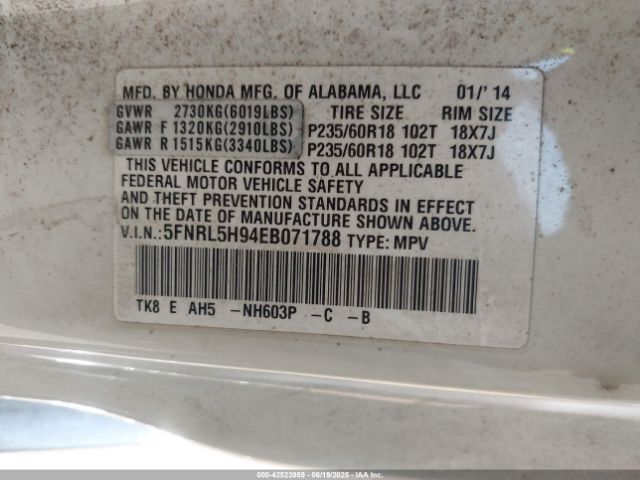 MFD. BY HONDA MFG. OF ALABAMA, LLC 01/'14
GVWR 2730KG(6019LBS) TIRE SIZE RIM SIZE
GAWR F 1320KG(2910LBS) P235/60R18 102T 18X7J
GAWR R 1515KG(3340LBS) P235/60R18 102T 18X7J
THIS VEHICLE CONFORMS TO ALL APPLICABLE
FEDERAL MOTOR VEHICLE SAFETY
AND THEFT PREVENTION STANDARDS IN EFFECT
ON THE DATE OF MANUFACTURE SHOWN ABOVE.
V.I.N.:5FNRL5H94EB071788 TYPE: MPV
TK8 E AH5 -NH603P -C -B
000-42523959 - 06/19/2025 - IAAI.COM